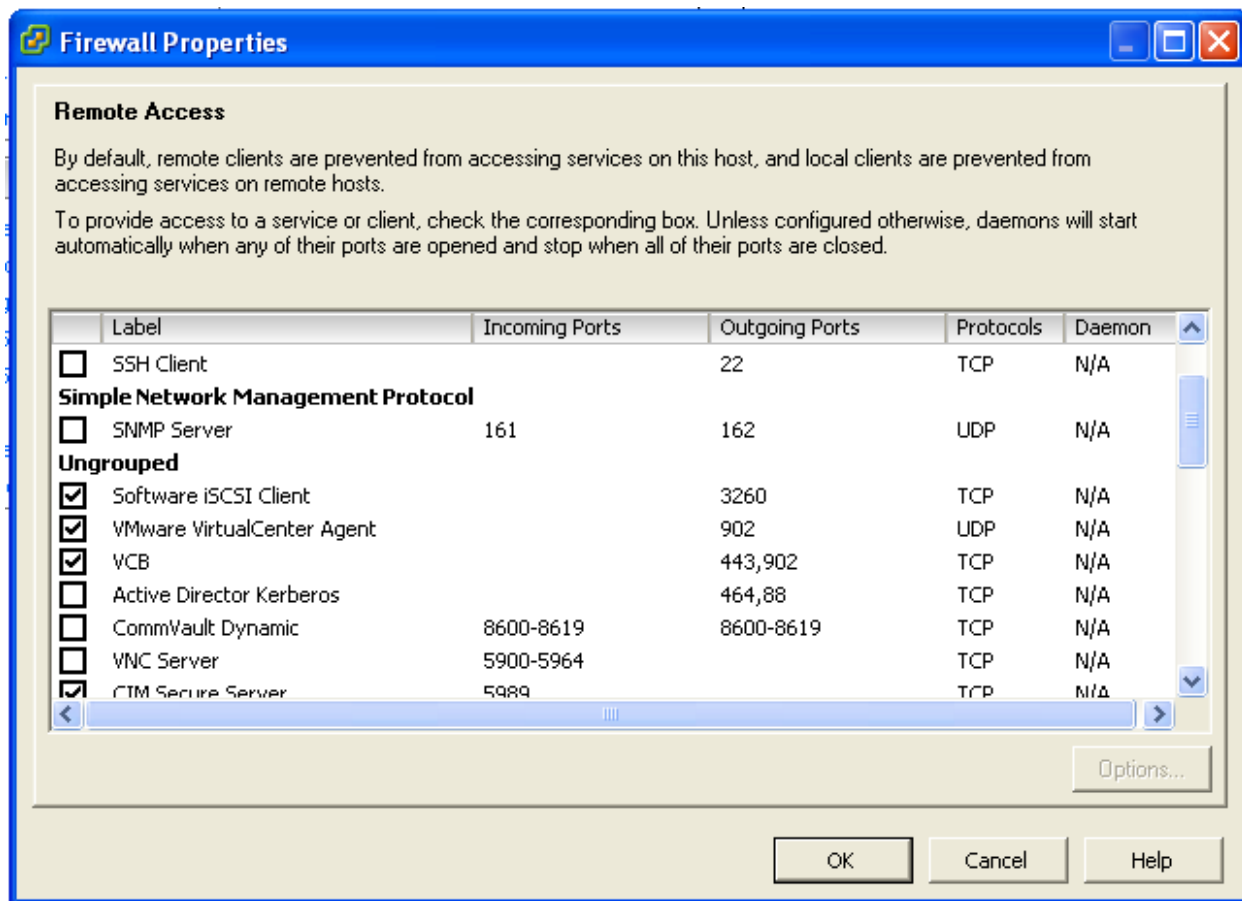 Firewall Properties
Remote Access
By default, remote clients are prevented from accessing services on this host, and local clients are prevented from
accessing services on remote hosts.
To provide access to a service or client, check the corresponding box. Unless configured otherwise, daemons will start
automatically when any of their ports are opened and stop when all of their ports are closed.
Label Incoming Ports Outgoing Ports Protocols Daemon
SSH Client 22 TCP N/A
Simple Network Management Protocol
SNMP Server 161 162 UDP N/A
Ungrouped
Software iSCSI Client 3260 TCP N/A
VMware VirtualCenter Agent 902 UDP N/A
VCB 443,902 TCP N/A
Active Director Kerberos 464,88 TCP N/A
CommVault Dynamic 8600-8619 8600-8619 TCP N/A
VNC Server 5900-5964 TCP N/A
CIM Secure Server 5989 TCP N/A
Options...
OK Cancel Help